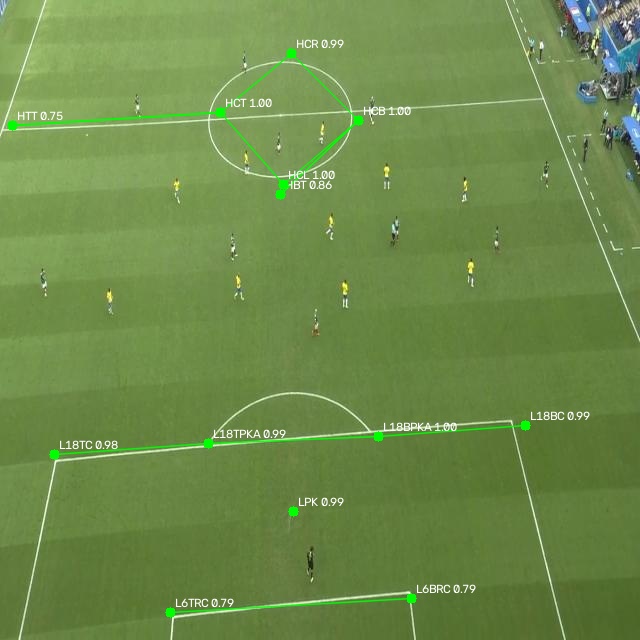 HCR 0.99
HCT 1.00
HCB 1.00
HTT 0.75
HCL 1.00
HBT 0.86
L18TC 0.98
L18TPKA 0.99
L18BPKA 1.00
L18BC 0.99
LPK 0.99
L6TRC 0.79
L6BRC 0.79